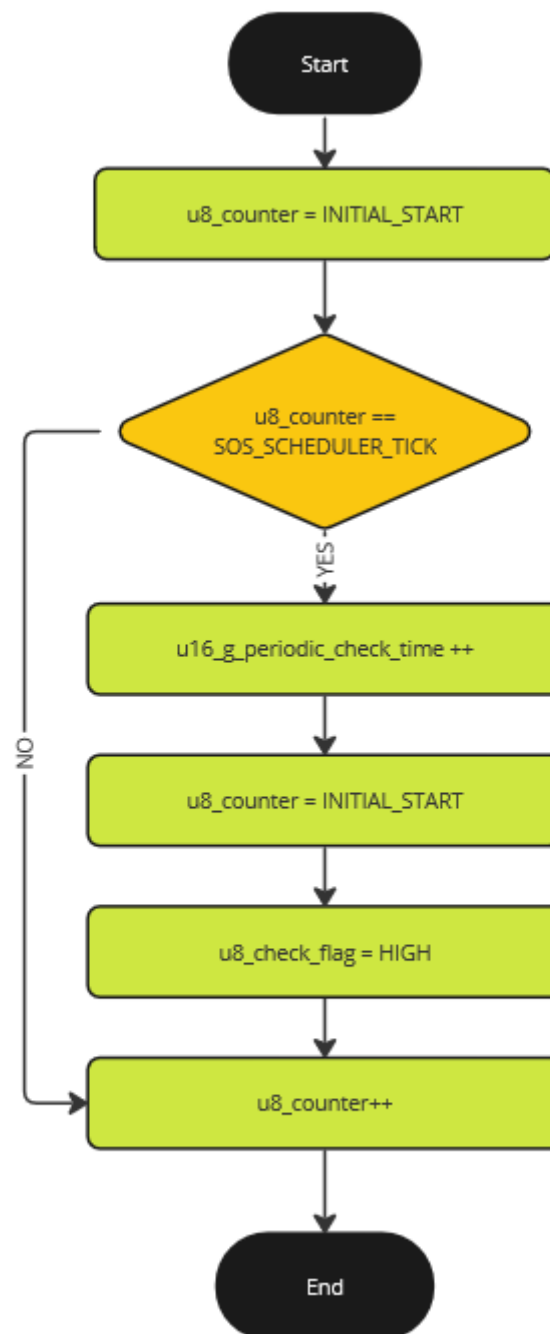 Start
u8_counter = INITIAL_START
u8_counter ==
SOS_SCHEDULER_TICK
YES
u16_g_periodic_check_time ++
NO
u8_counter = INITIAL_START
u8_check_flag = HIGH
u8_counter++
End